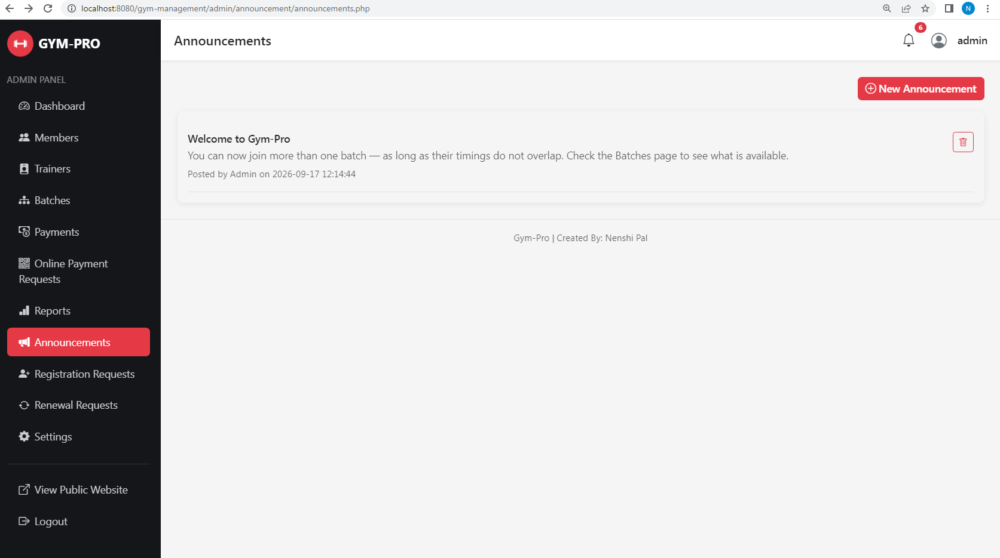 localhost:8080/gym-management/admin/announcement/announcements.php
N
GYM-PRO
Announcements
6
admin
ADMIN PANEL
Dashboard
Members
Trainers
Batches
Payments
Online Payment
Requests
Reports
Announcements
Registration Requests
Renewal Requests
Settings
View Public Website
Logout
New Announcement
Welcome to Gym-Pro
You can now join more than one batch — as long as their timings do not overlap. Check the Batches page to see what is available.
Posted by Admin on 2026-09-17 12:14:44
Gym-Pro | Created By: Nenshi Pal